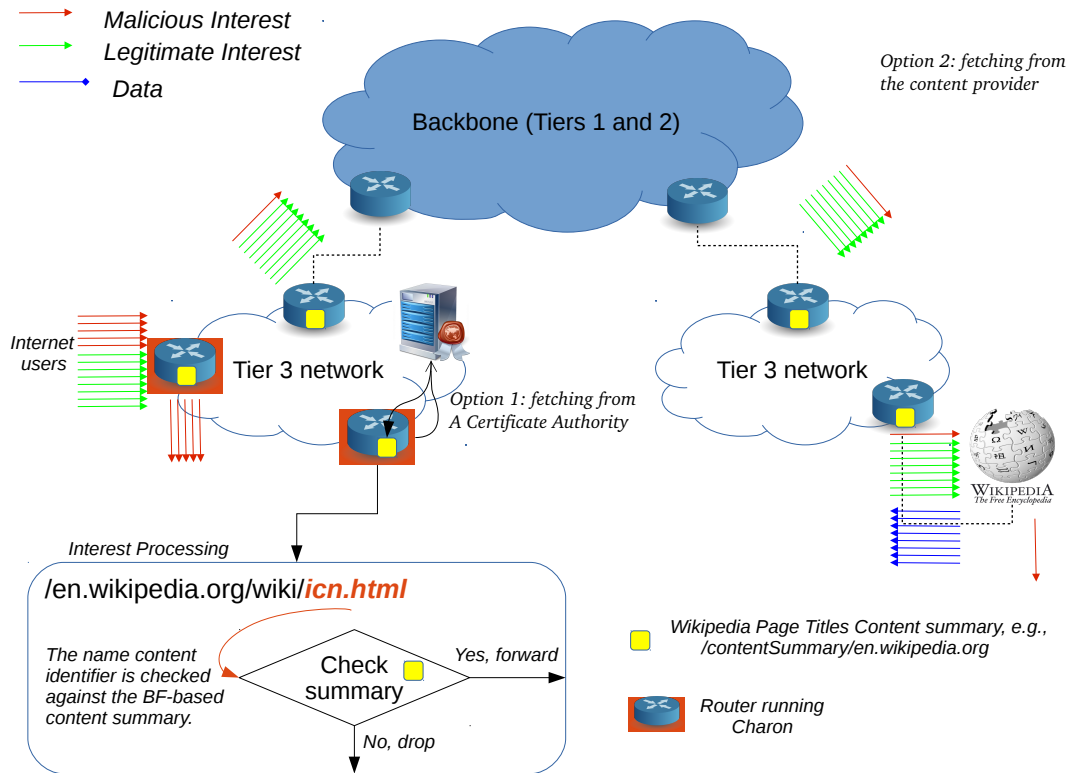 Malicious Interest
Legitimate Interest
Data
Option 2: fetching from
the content provider
Backbone (Tiers 1 and 2)
Internet
users
Tier 3 network
Tier 3 network
Option 1: fetching from
A Certificate Authority
WIKIPEDIA
The Free Encyclopedia
Interest Processing
/en.wikipedia.org/wiki/icn.html
The name content
identifier is checked
against the BF-based
content summary.
Check
summary
Yes, forward
No, drop
Wikipedia Page Titles Content summary, e.g.,
/contentSummary/en.wikipedia.org
Router running
Charon